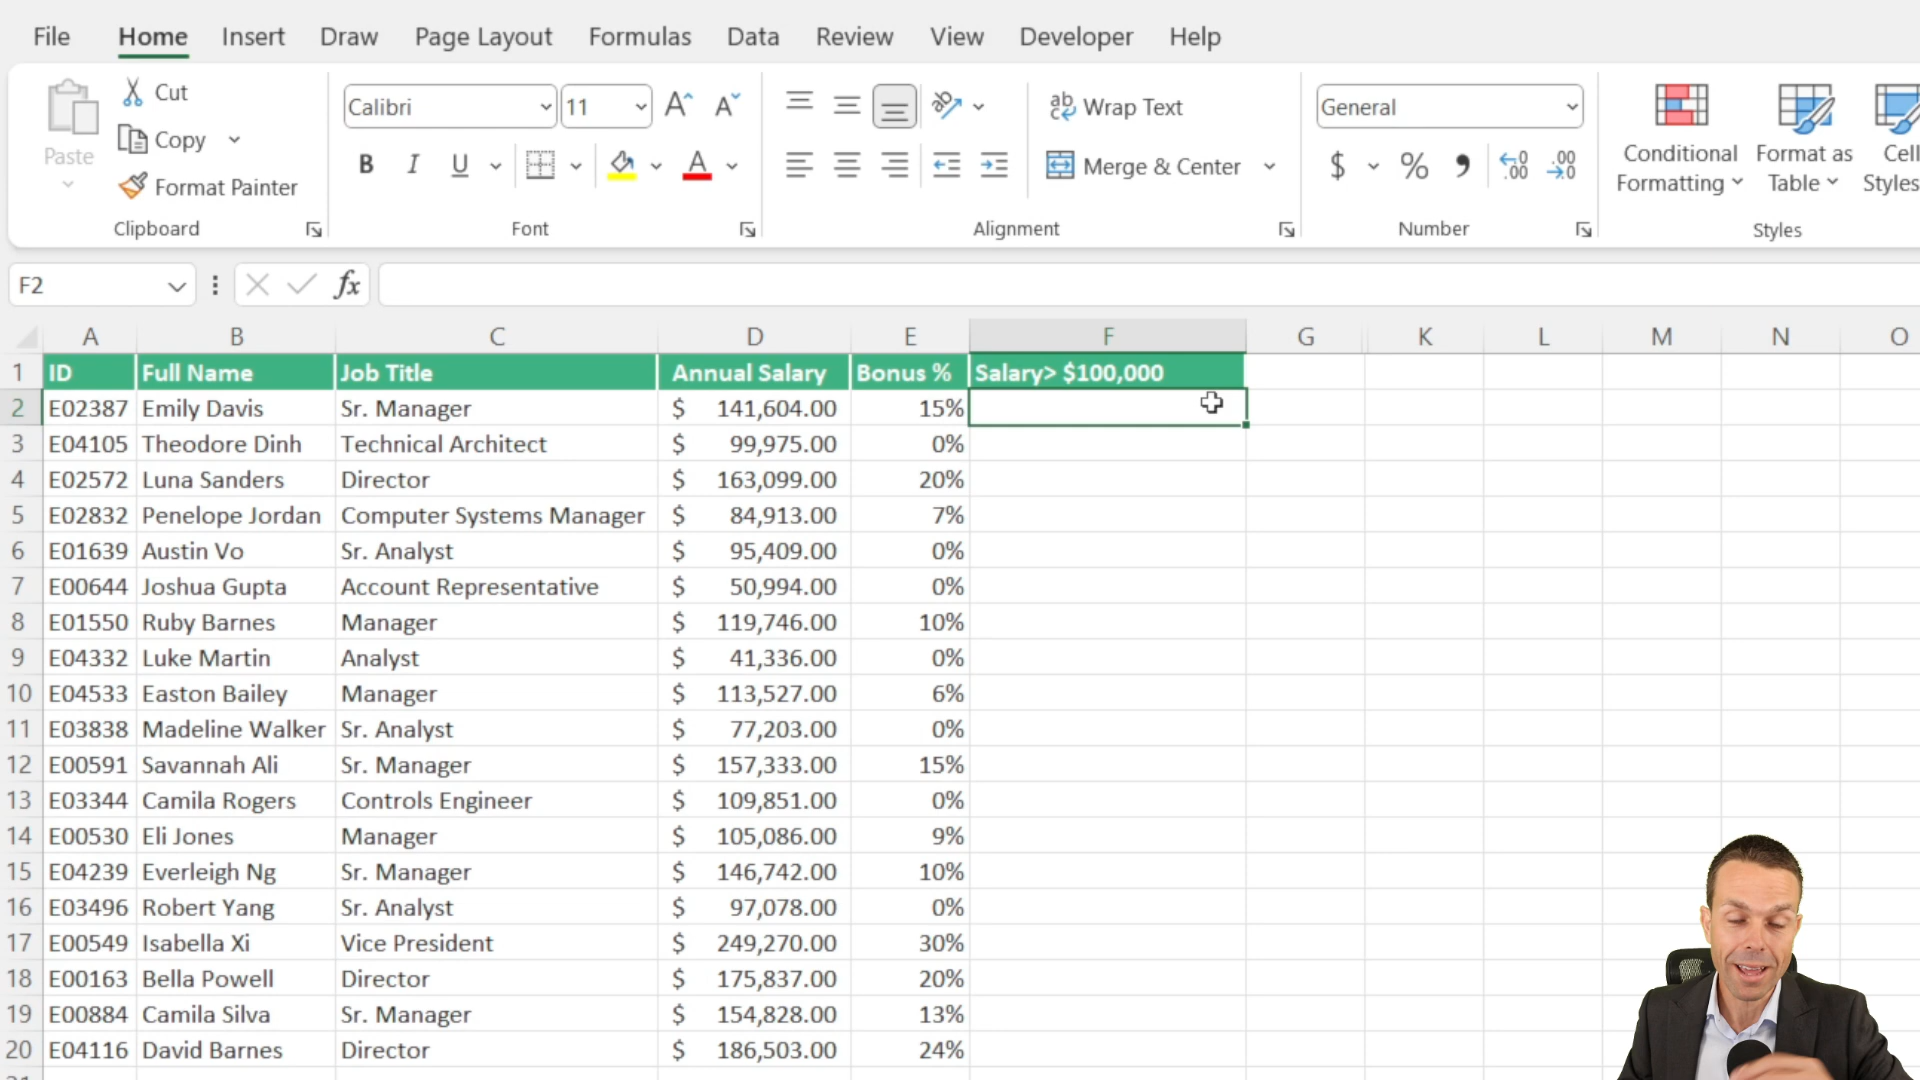 File Home Insert Draw Page Layout Formulas Data Review View Developer Help
Paste
Cut
Copy
Format Painter
Clipboard
Calibri 11
A A
B I U A
Font
Wrap Text
Merge & Center
Alignment
General
$ % ,
Number
Conditional Formatting
Format as Table
Cell Styles
Styles
F2 fx
A B C D E F G K L M N O
1 ID Full Name Job Title Annual Salary Bonus % Salary> $100,000
2 E02387 Emily Davis Sr. Manager $ 141,604.00 15%
3 E04105 Theodore Dinh Technical Architect $ 99,975.00 0%
4 E02572 Luna Sanders Director $ 163,099.00 20%
5 E02832 Penelope Jordan Computer Systems Manager $ 84,913.00 7%
6 E01639 Austin Vo Sr. Analyst $ 95,409.00 0%
7 E00644 Joshua Gupta Account Representative $ 50,994.00 0%
8 E01550 Ruby Barnes Manager $ 119,746.00 10%
9 E04332 Luke Martin Analyst $ 41,336.00 0%
10 E04533 Easton Bailey Manager $ 113,527.00 6%
11 E03838 Madeline Walker Sr. Analyst $ 77,203.00 0%
12 E00591 Savannah Ali Sr. Manager $ 157,333.00 15%
13 E03344 Camila Rogers Controls Engineer $ 109,851.00 0%
14 E00530 Eli Jones Manager $ 105,086.00 9%
15 E04239 Everleigh Ng Sr. Manager $ 146,742.00 10%
16 E03496 Robert Yang Sr. Analyst $ 97,078.00 0%
17 E00549 Isabella Xi Vice President $ 249,270.00 30%
18 E00163 Bella Powell Director $ 175,837.00 20%
19 E00884 Camila Silva Sr. Manager $ 154,828.00 13%
20 E04116 David Barnes Director $ 186,503.00 24%